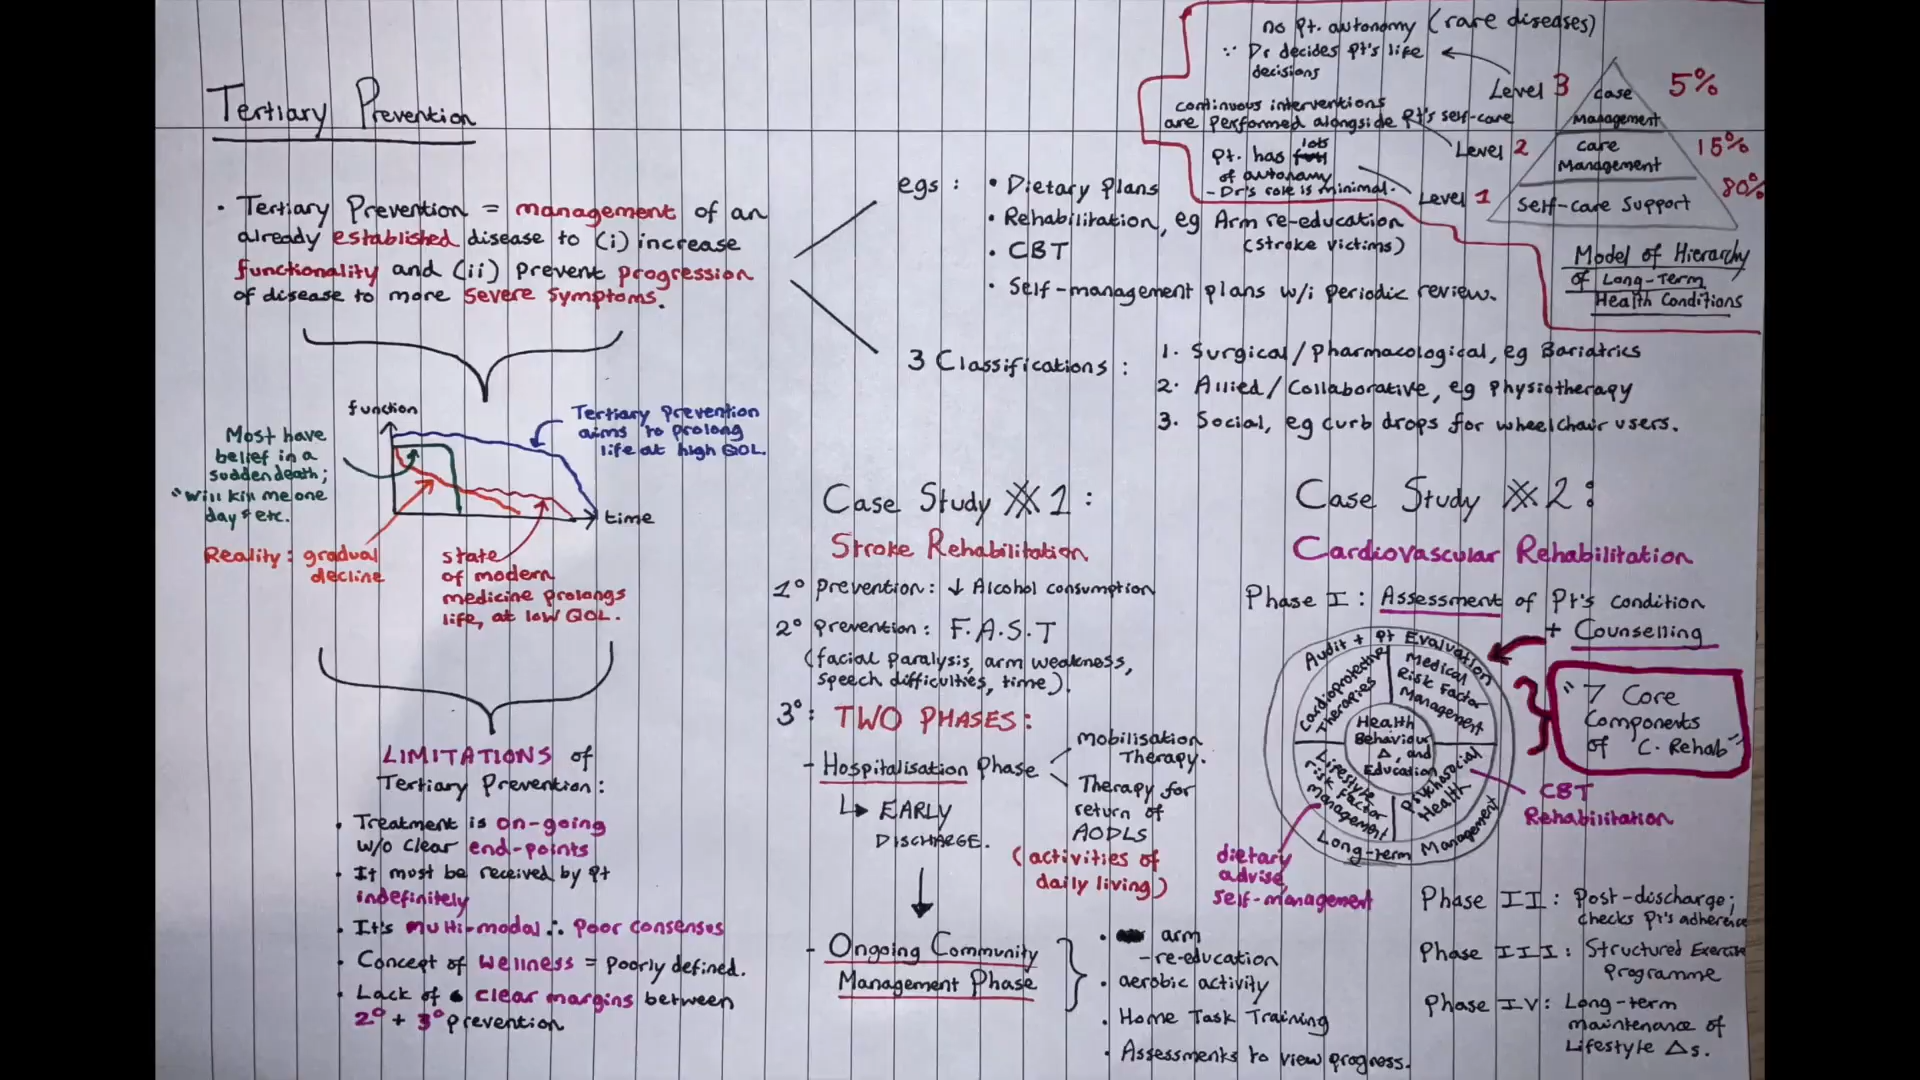 Tertiary Prevention
• Tertiary Prevention = management of an
already established disease to (i) increase
functionality and (ii) prevent progression
of disease to more severe symptoms.
function
time
Most have
belief in a
sudden death;
"will kill me one
day" etc.
Tertiary prevention
aims to prolong
life at high QOL.
Reality: gradual
decline
state
of modern
medicine prolongs
life, at low QOL.
LIMITATIONS of
Tertiary Prevention:
• Treatment is on-going
w/o clear end-points
• It must be received by pt
indefinitely
• It's multi-modal ∴ poor consenses
• Concept of wellness = poorly defined.
• Lack of clear margins between
2° + 3° prevention
egs : • Dietary plans
• Rehabilitation, eg Arm re-education
(stroke victims)
• CBT
• Self-management plans w/i periodic review.
3 Classifications :
1. Surgical / pharmacological, eg Bariatrics
2. Allied / Collaborative, eg physiotherapy
3. Social, eg curb drops for wheelchair users.
no pt. autonomy (rare diseases)
∵ Dr decides pt's life
decisions
continuous interventions
are performed alongside pt's self-care
pt. has lots
of autonomy
- Dr's role is minimal.
Level 3
Level 2
Level 1
case
management
care
management
self-care support
5%
15%
80%
Model of Hierarchy
of Long-Term
Health Conditions
Case Study 1 :
Stroke Rehabilitation
1° prevention: ↓ Alcohol consumption
2° prevention: F.A.S.T
(facial paralysis, arm weakness,
speech difficulties, time).
3°: TWO PHASES:
- Hospitalisation Phase
mobilisation
Therapy.
Therapy for
return of
AODLS
(activities of
daily living)
↳ EARLY
DISCHARGE.
- Ongoing Community
Management Phase
• arm
-re-education
• aerobic activity
• Home Task Training
• Assessments to view progress.
Case Study 2:
Cardiovascular Rehabilitation
Phase I : Assessment of Pt's condition
+ Counselling
Audit + pt Evaluation
Cardioprotective
Therapies
Medical
Risk Factor
Management
Health
Behaviour
Δ, and
Education
Lifestyle
risk factor
management
Psychosocial
Health
Long-term Management
"7 Core
Components
of 'C. Rehab'"
CBT
Rehabilitation
dietary
advise,
self-management
Phase II: Post-discharge;
checks pt's adherence
Phase III: Structured Exercise
programme
Phase IV: Long-term
maintenance of
Lifestyle Δs.